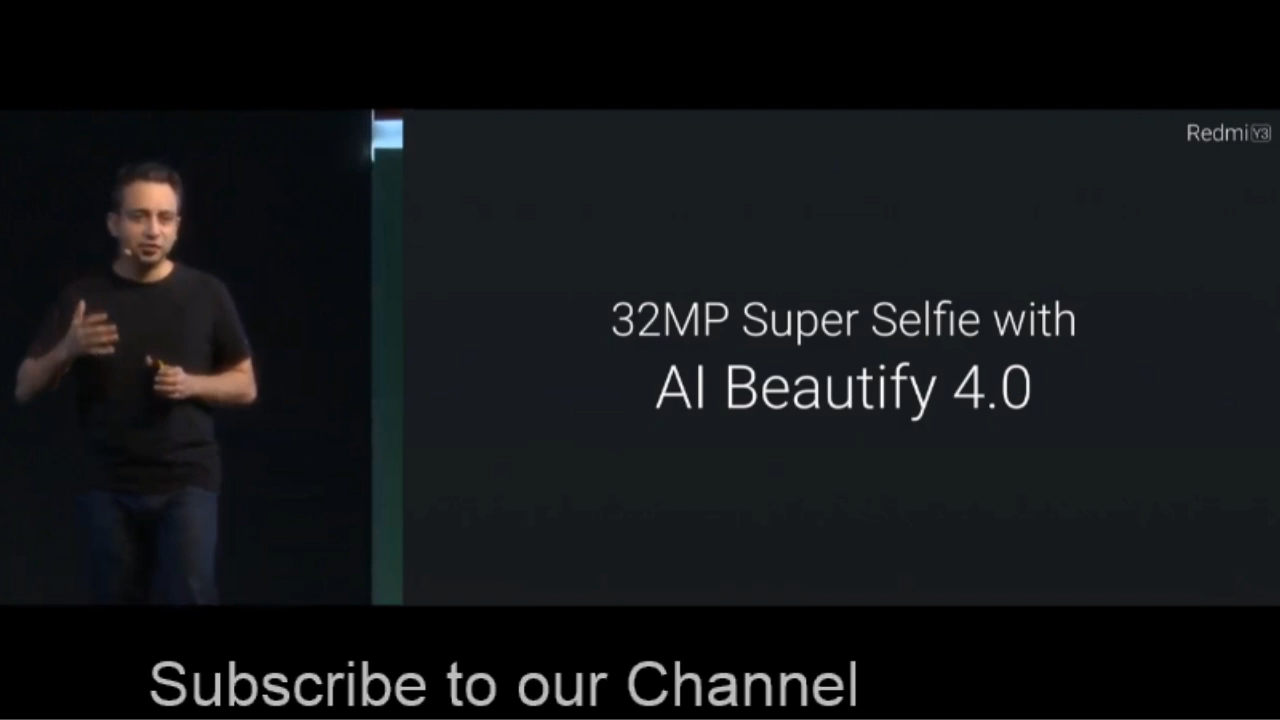 Redmi Y3
32MP Super Selfie with
AI Beautify 4.0
Subscribe to our Channel